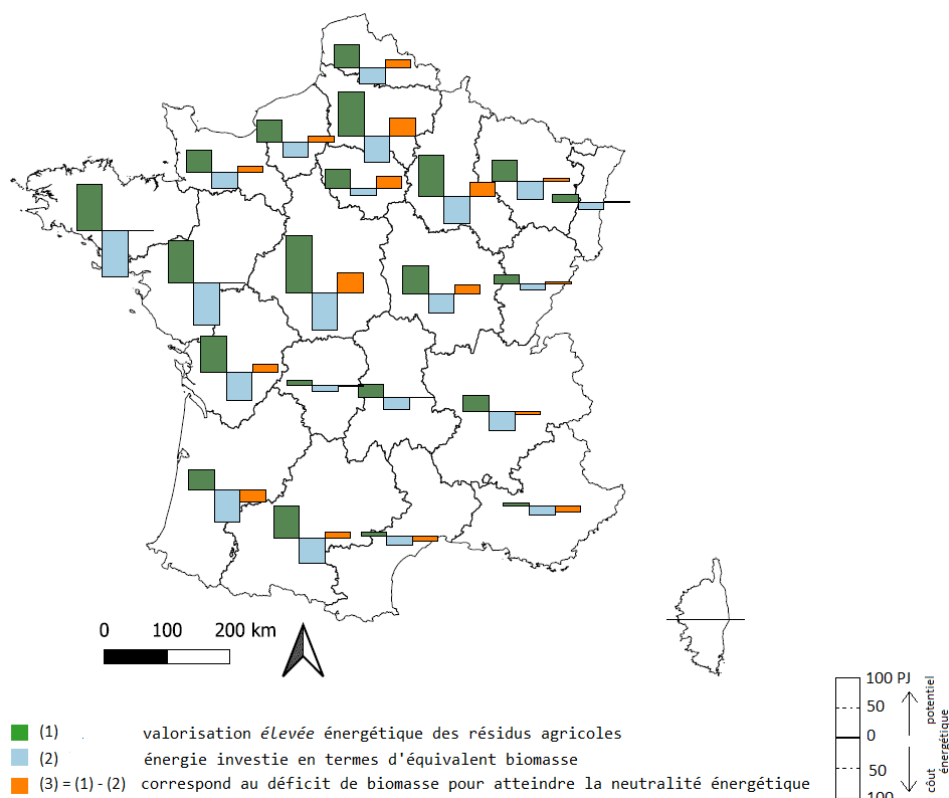 0 100 200 km
100 PJ
50
0
50
100
potentiel
côut énergétique
(1) valorisation élevée énergétique des résidus agricoles
(2) énergie investie en termes d'équivalent biomasse
(3) = (1) - (2) correspond au déficit de biomasse pour atteindre la neutralité énergétique